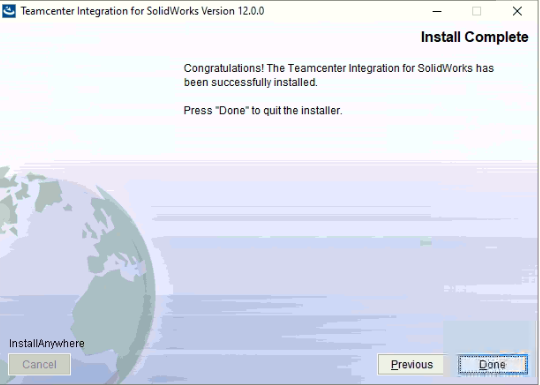 Teamcenter Integration for SolidWorks Version 12.0.0
Install Complete
Congratulations! The Teamcenter Integration for SolidWorks has
been successfully installed.
Press "Done" to quit the installer.
InstallAnywhere
Cancel
Previous
Done